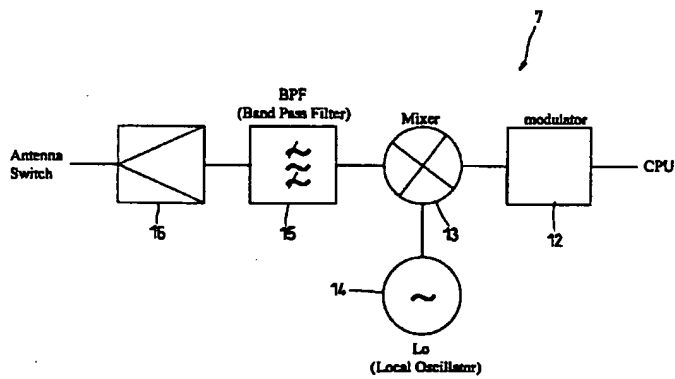 7
BPF
(Band Pass Filter)
Mixer
modulator
Antenna
Switch
CPU
16
15
13
12
14
Lo
(Local Oscillator)